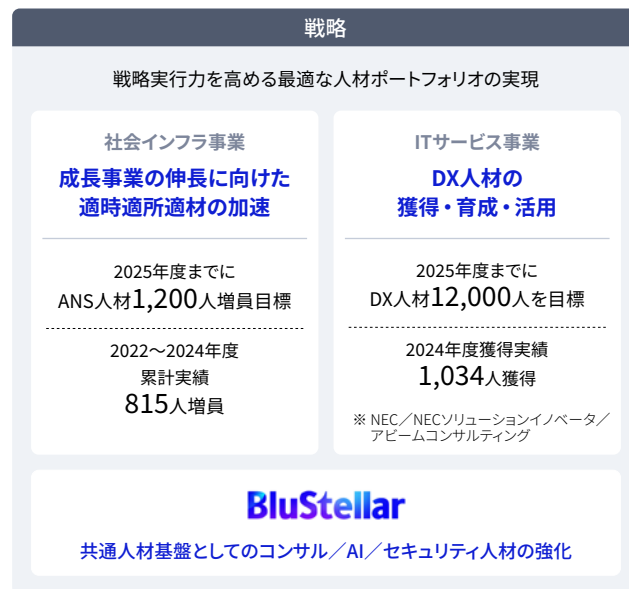 戦略
戦略実行力を高める最適な人材ポートフォリオの実現
社会インフラ事業
成長事業の伸長に向けた
適時適所適材の加速
2025年度までに
ANS人材1,200人増員目標
2022〜2024年度
累計実績
815人増員
ITサービス事業
DX人材の
獲得・育成・活用
2025年度までに
DX人材12,000人を目標
2024年度獲得実績
1,034人獲得
※ NEC／NECソリューションイノベータ／
アビームコンサルティング
BluStellar
共通人材基盤としてのコンサル／AI／セキュリティ人材の強化